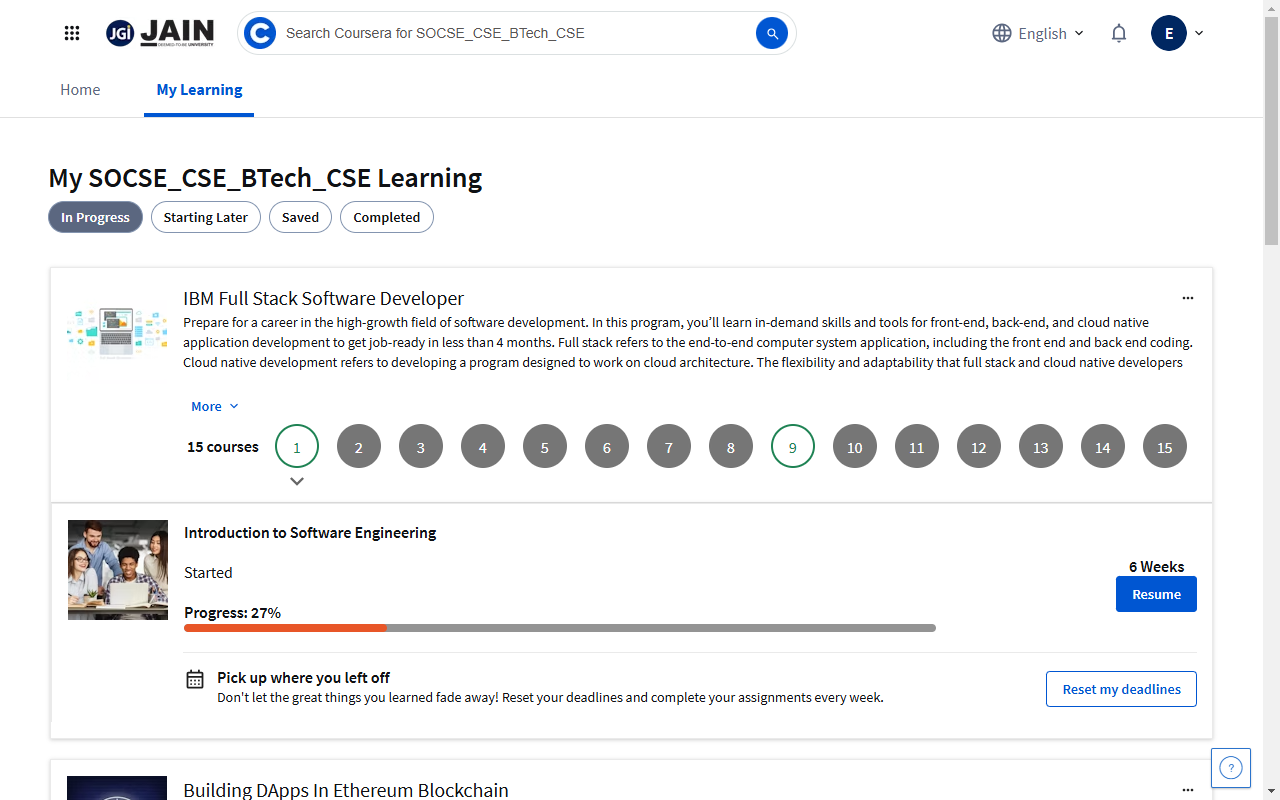 JGi JAIN
DEEMED-TO-BE UNIVERSITY
Search Coursera for SOCSE_CSE_BTech_CSE
English
E
Home
My Learning
My SOCSE_CSE_BTech_CSE Learning
In Progress
Starting Later
Saved
Completed
IBM Full Stack Software Developer
Prepare for a career in the high-growth field of software development. In this program, you’ll learn in-demand skills and tools for front-end, back-end, and cloud native
application development to get job-ready in less than 4 months. Full stack refers to the end-to-end computer system application, including the front end and back end coding.
Cloud native development refers to developing a program designed to work on cloud architecture. The flexibility and adaptability that full stack and cloud native developers
More
15 courses 1 2 3 4 5 6 7 8 9 10 11 12 13 14 15
Introduction to Software Engineering
Started
6 Weeks
Resume
Progress: 27%
Pick up where you left off
Don't let the great things you learned fade away! Reset your deadlines and complete your assignments every week.
Reset my deadlines
Building DApps In Ethereum Blockchain
?